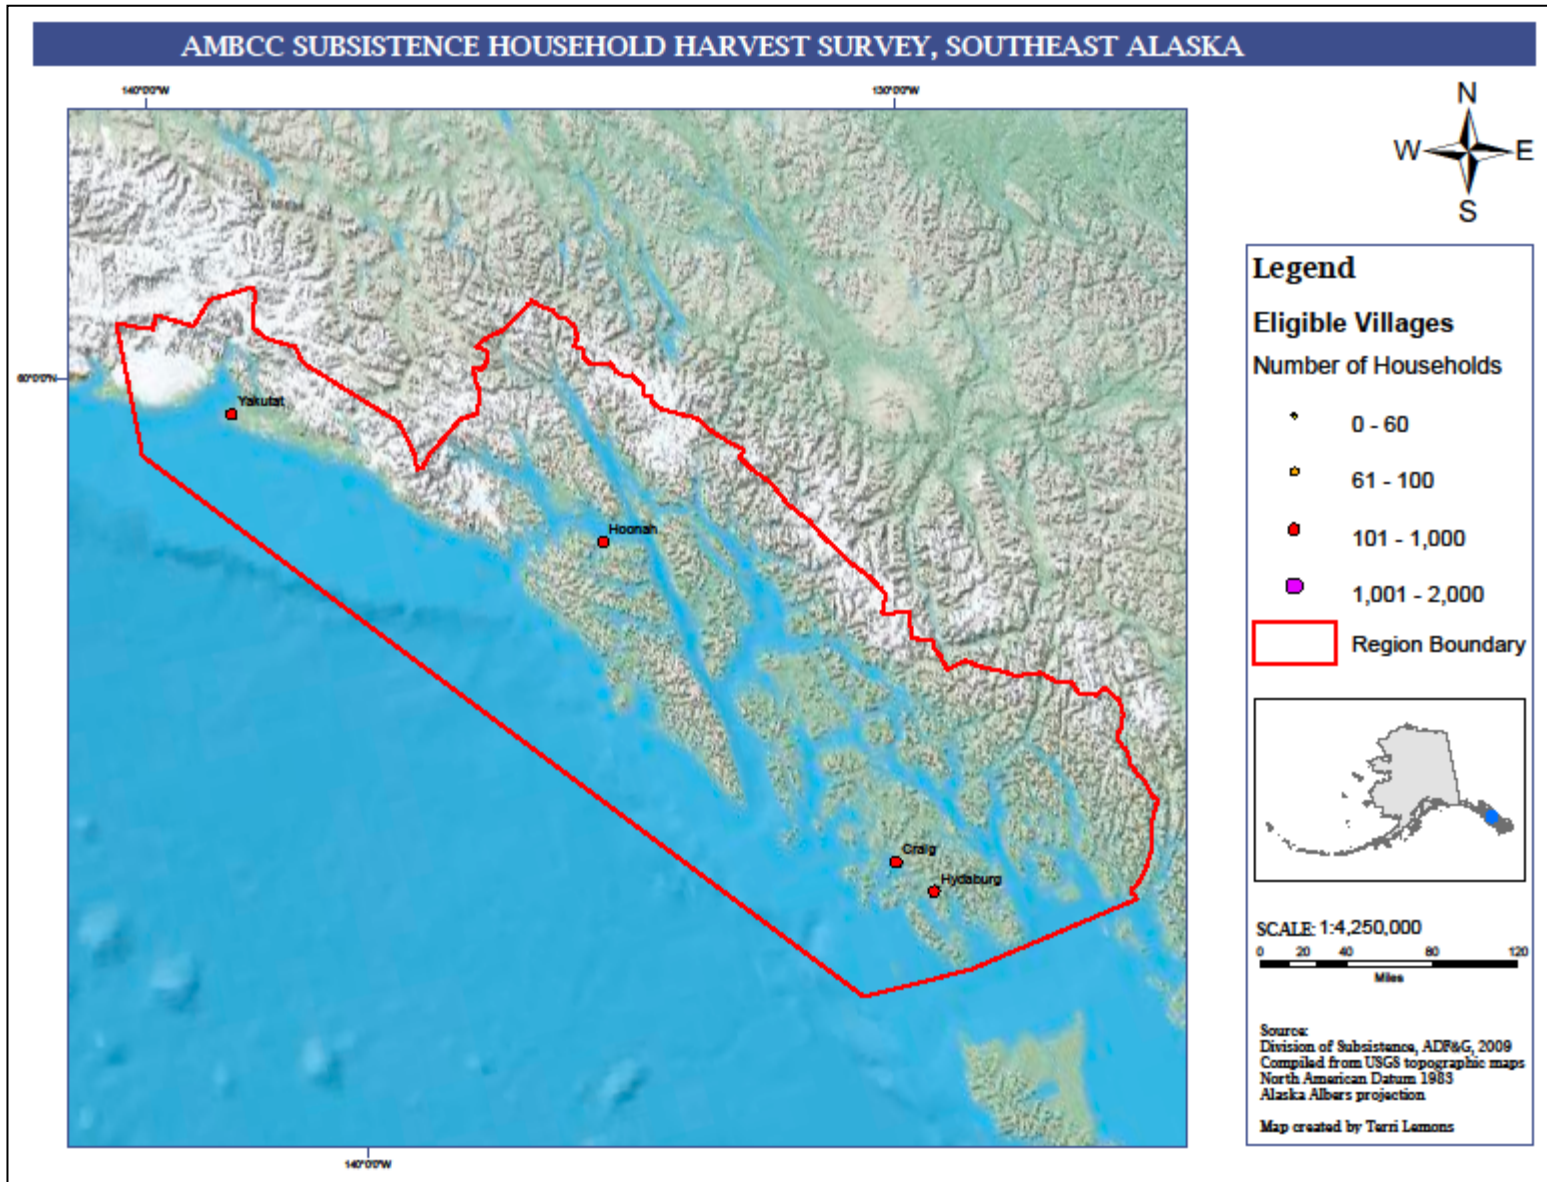 AMBCC SUBSISTENCE HOUSEHOLD HARVEST SURVEY, SOUTHEAST ALASKA
140°0'0"W
130°0'0"W
N
W
E
S
60°0'0"N
Yakutat
Hoonah
Craig
Hydaburg
140°0'0"W
Legend
Eligible Villages
Number of Households
0 - 60
61 - 100
101 - 1,000
1,001 - 2,000
Region Boundary
SCALE: 1:4,250,000
0 20 40 80 120
Miles
Source:
Division of Subsistence, ADF&G, 2009
Compiled from USGS topographic maps
North American Datum 1983
Alaska Albers projection
Map created by Terri Lemons